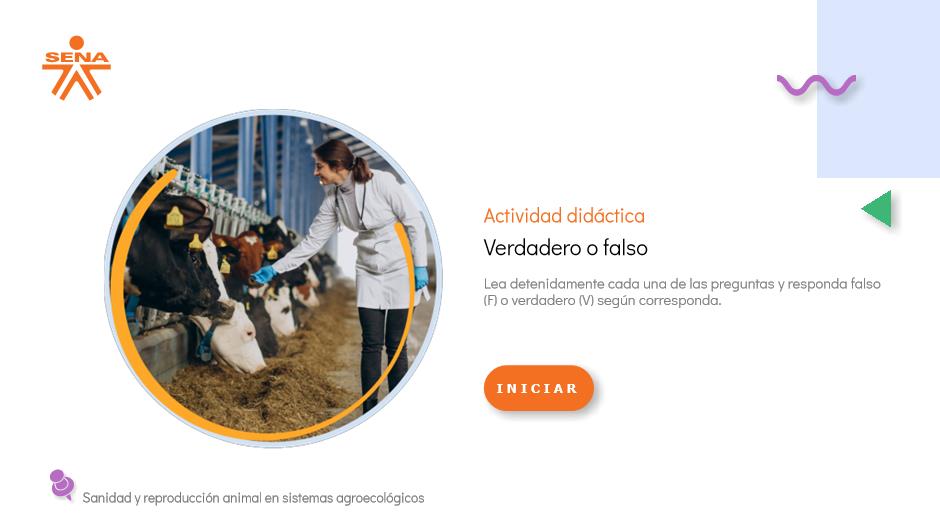 SENA
Actividad didáctica
Verdadero o falso
Lea detenidamente cada una de las preguntas y responda falso
(F) o verdadero (V) según corresponda.
INICIAR
Sanidad y reproducción animal en sistemas agroecológicos